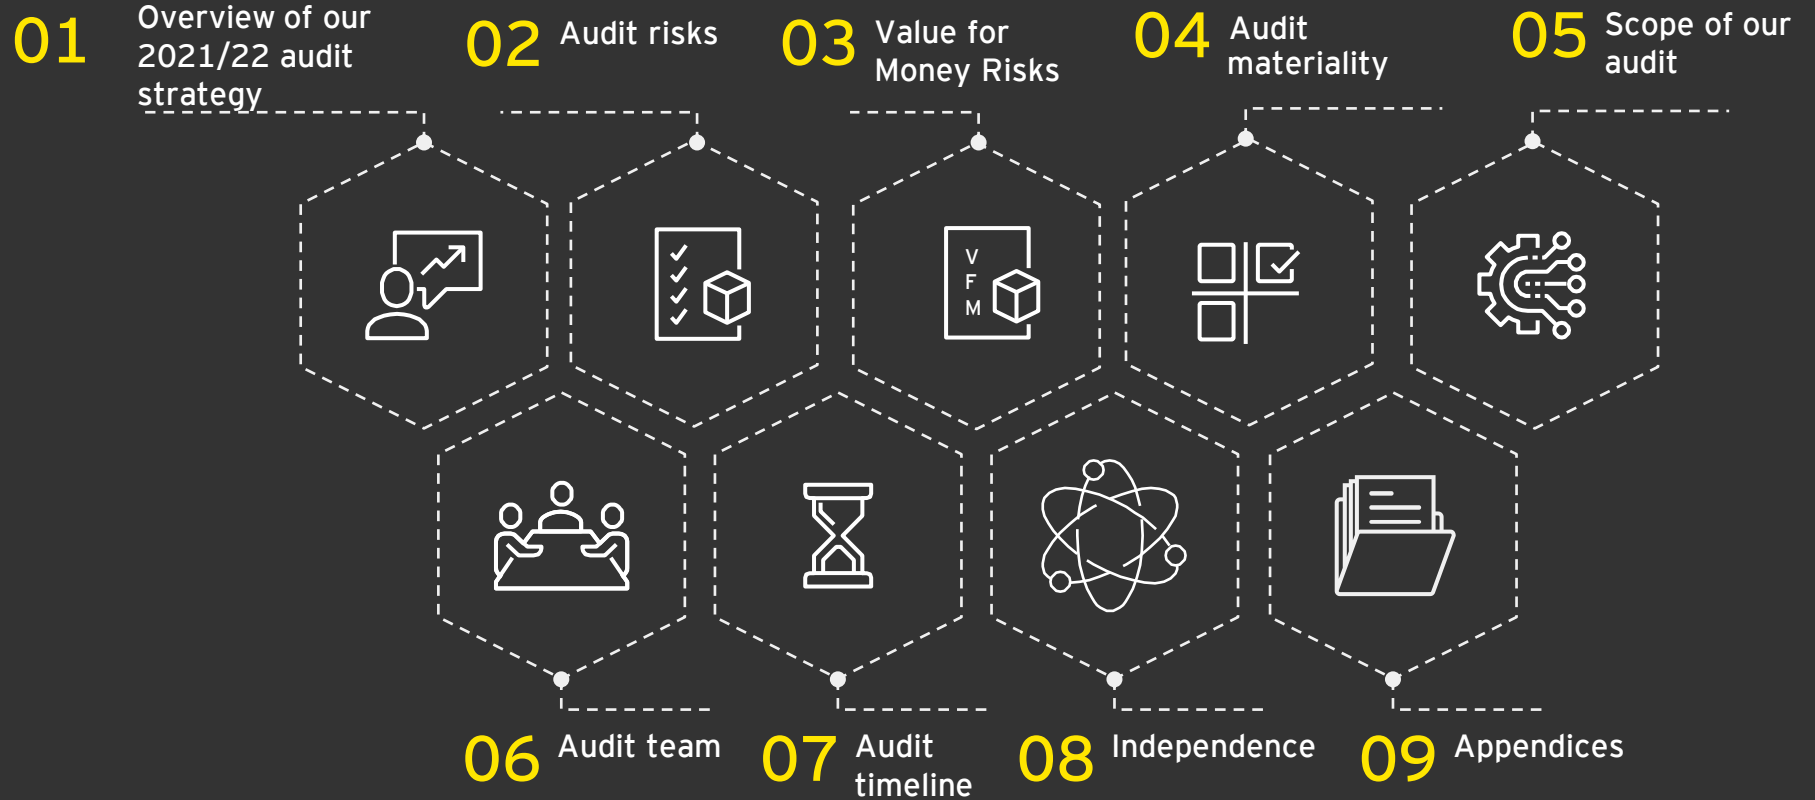 01
Overview of our
2021/22 audit
strategy
02
Audit risks
03
Value for
Money Risks
04
Audit
materiality
05
Scope of our
audit
V
F
M
06
Audit team
07
Audit
timeline
08
Independence
09
Appendices